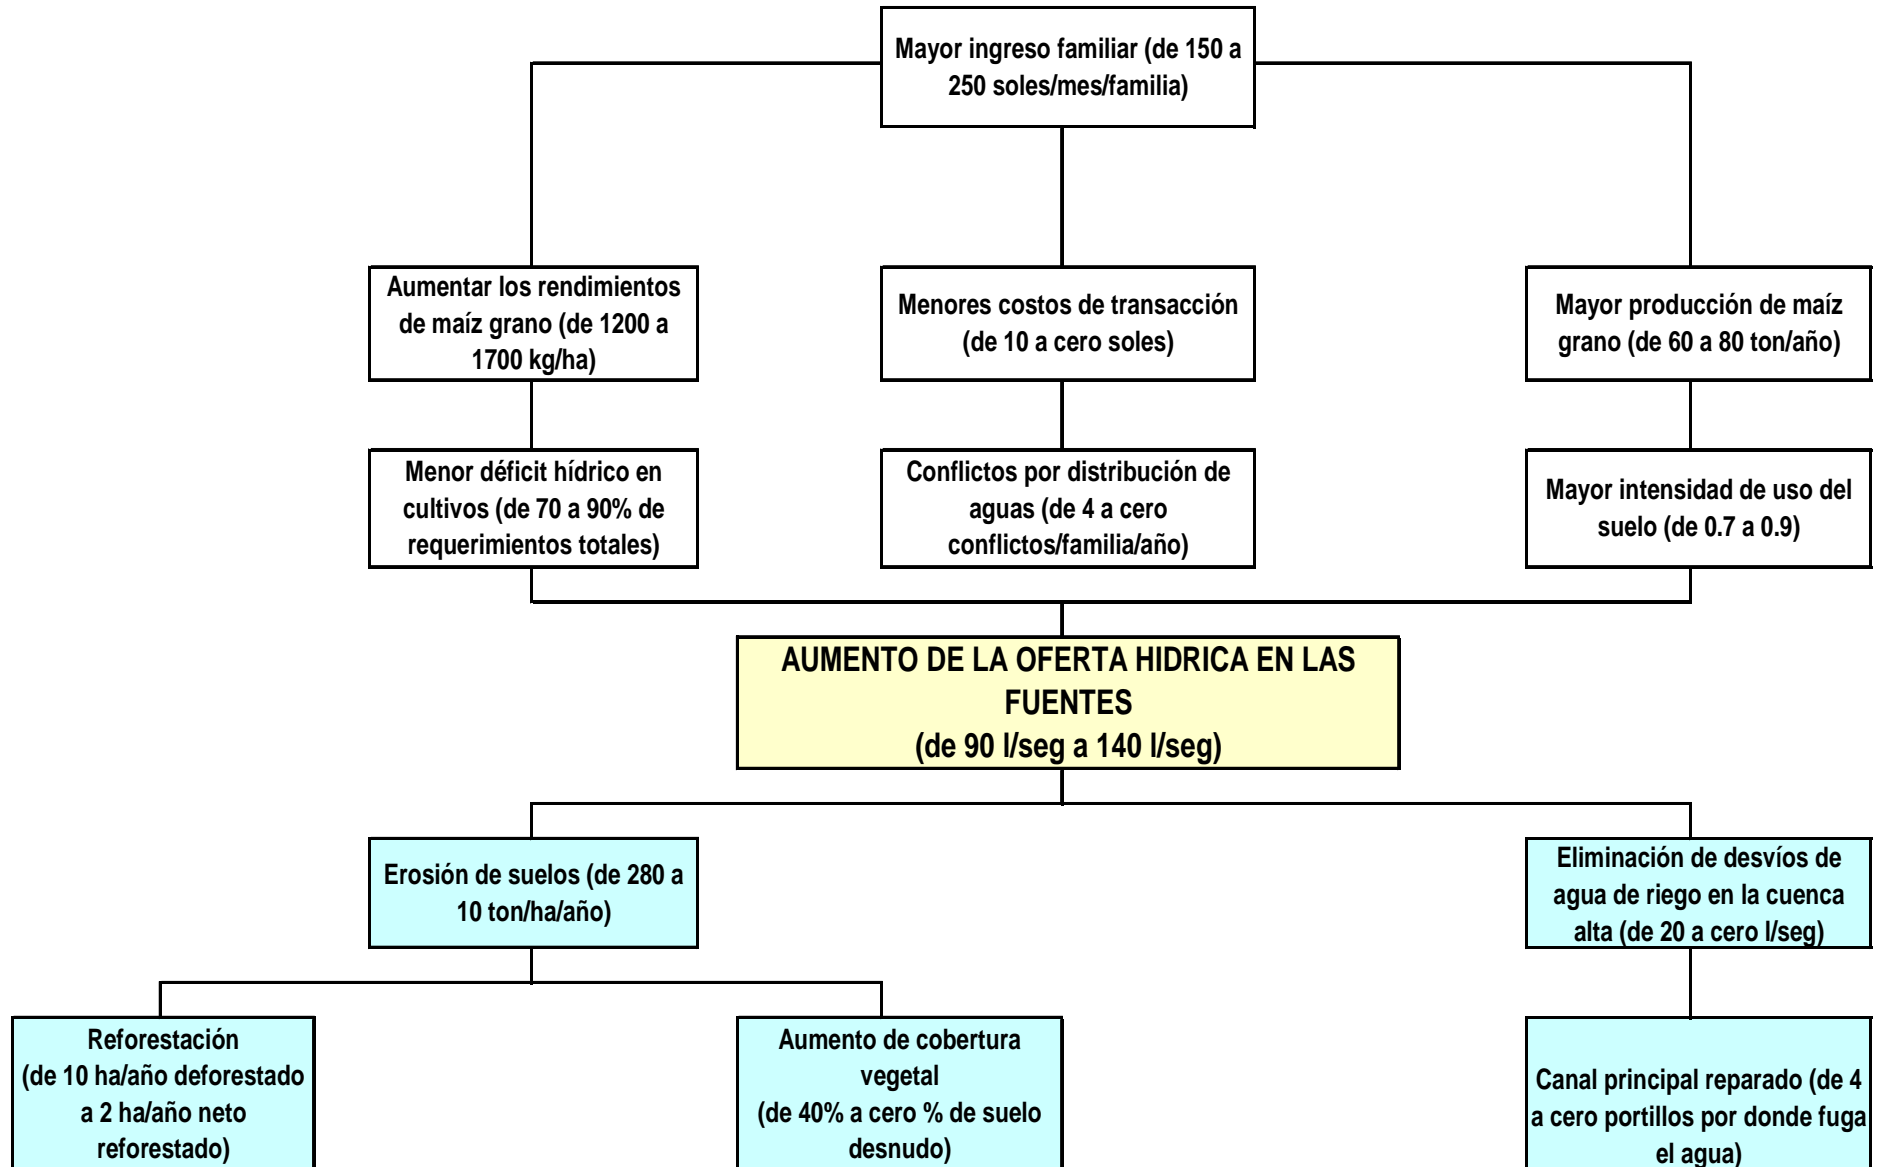 Mayor ingreso familiar (de 150 a
250 soles/mes/familia)
Aumentar los rendimientos
de maíz grano (de 1200 a
1700 kg/ha)
Menores costos de transacción
(de 10 a cero soles)
Mayor producción de maíz
grano (de 60 a 80 ton/año)
Menor déficit hídrico en
cultivos (de 70 a 90% de
requerimientos totales)
Conflictos por distribución de
aguas (de 4 a cero
conflictos/familia/año)
Mayor intensidad de uso del
suelo (de 0.7 a 0.9)
AUMENTO DE LA OFERTA HIDRICA EN LAS
FUENTES
(de 90 l/seg a 140 l/seg)
Erosión de suelos (de 280 a
10 ton/ha/año)
Eliminación de desvíos de
agua de riego en la cuenca
alta (de 20 a cero l/seg)
Reforestación
(de 10 ha/año deforestado
a 2 ha/año neto
reforestado)
Aumento de cobertura
vegetal
(de 40% a cero % de suelo
desnudo)
Canal principal reparado (de 4
a cero portillos por donde fuga
el agua)